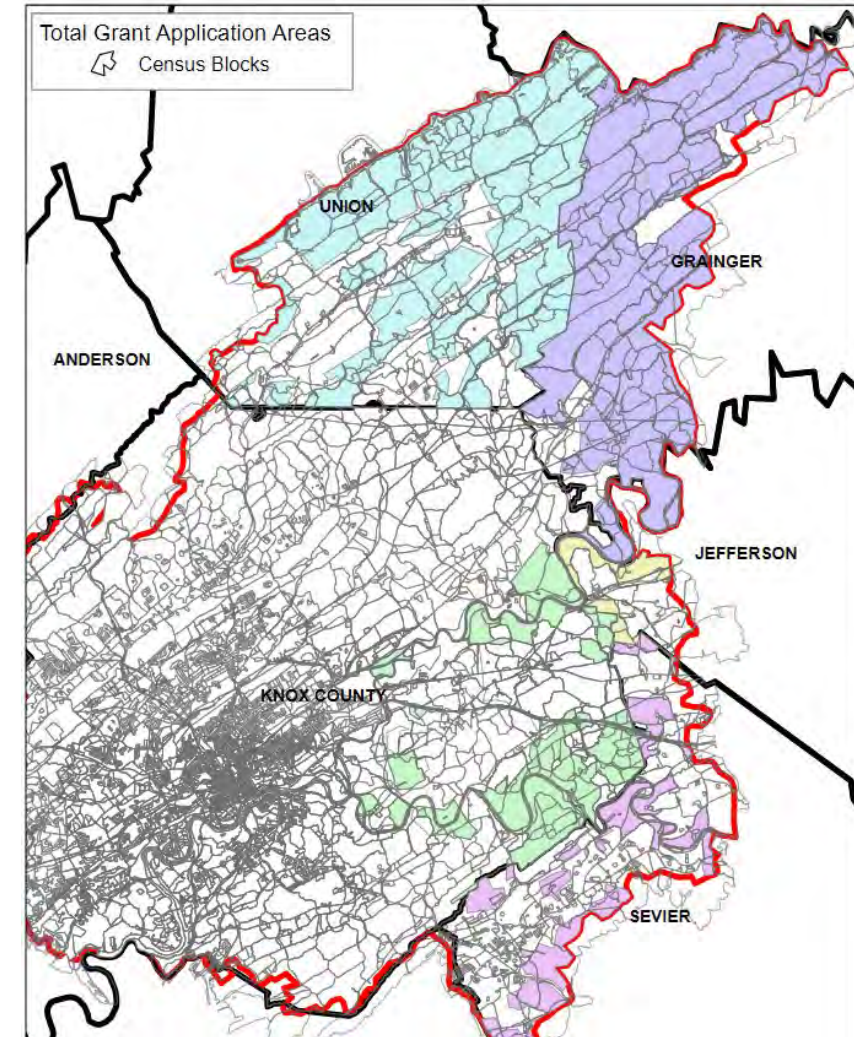 Total Grant Application Areas
Census Blocks
UNION
GRAINGER
ANDERSON
JEFFERSON
KNOX COUNTY
SEVIER